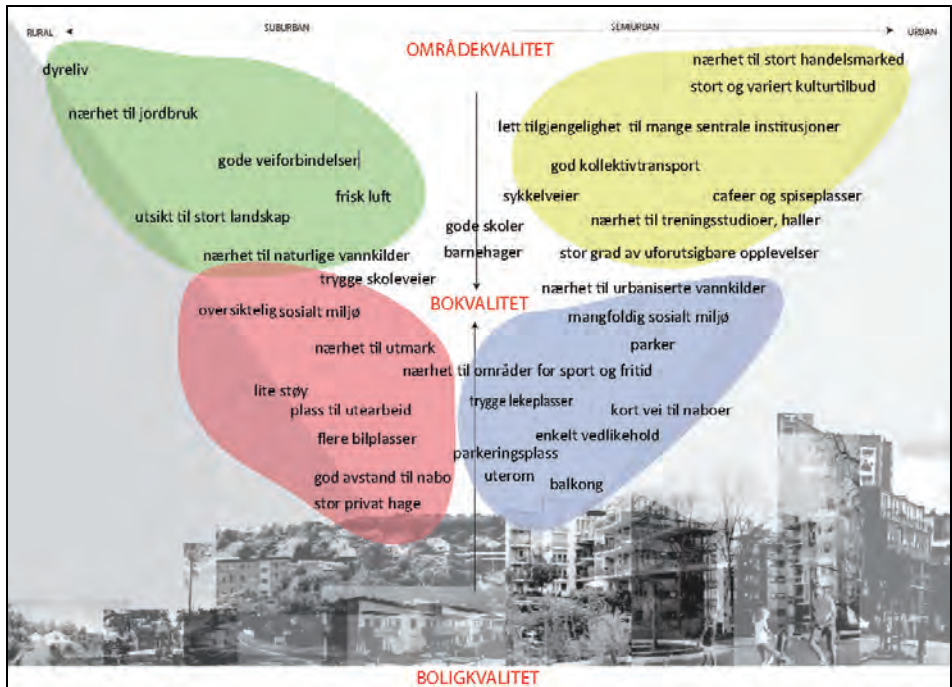 RURAL
SUBURBAN
SEMIURBAN
URBAN
OMRÅDEKVALITET
dyreliv
nærhet til stort handelsmarked
stort og variert kulturtilbud
nærhet til jordbruk
lett tilgjengelighet til mange sentrale institusjoner
gode veiforbindelser
god kollektivtransport
frisk luft
sykkelveier
cafeer og spiseplasser
utsikt til stort landskap
gode skoler
nærhet til treningsstudioer, haller
nærhet til naturlige vannkilder
barnehager
stor grad av uforutsigbare opplevelser
trygge skoleveier
nærhet til urbaniserte vannkilder
BOKVALITET
oversiktelig sosialt miljø
mangfoldig sosialt miljø
nærhet til utmark
parker
nærhet til områder for sport og fritid
lite støy
trygge lekeplasser
plass til utearbeid
kort vei til naboer
flere bilplasser
enkelt vedlikehold
parkeringsplass
god avstand til nabo
uterom
balkong
stor privat hage
BOLIGKVALITET